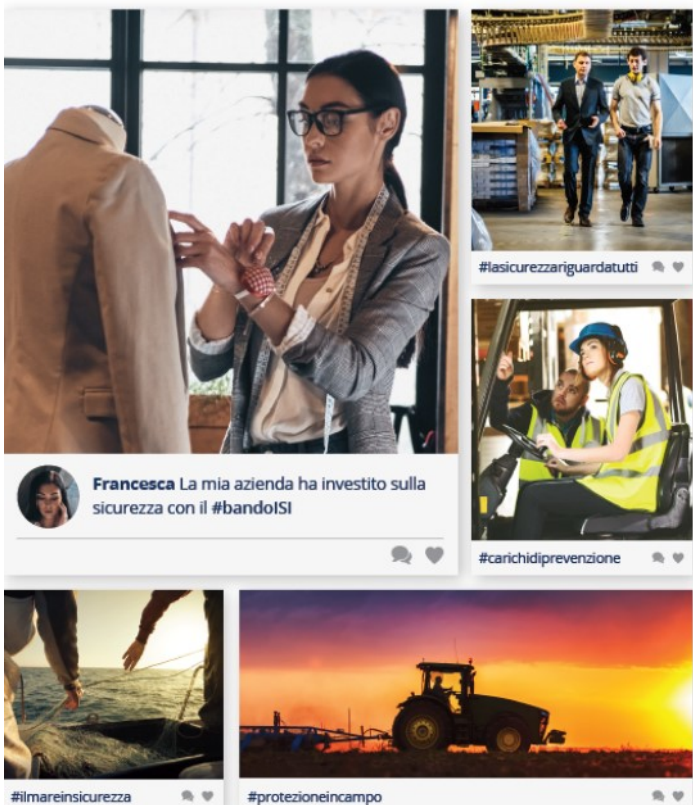 #lasicurezzariguardatutti
Francesca La mia azienda ha investito sulla
sicurezza con il #bandoISI
#carichidiprevenzione
#ilmareinsicurezza
#protezioneincampo